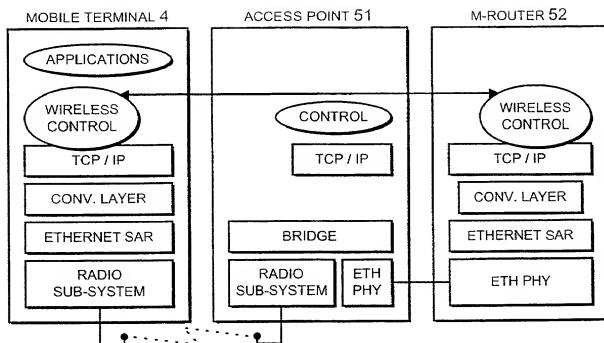 MOBILE TERMINAL 4
APPLICATIONS
WIRELESS
CONTROL
TCP / IP
CONV. LAYER
ETHERNET SAR
RADIO
SUB-SYSTEM
ACCESS POINT 51
CONTROL
TCP / IP
BRIDGE
RADIO
SUB-SYSTEM
ETH
PHY
M-ROUTER 52
WIRELESS
CONTROL
TCP / IP
CONV. LAYER
ETHERNET SAR
ETH PHY